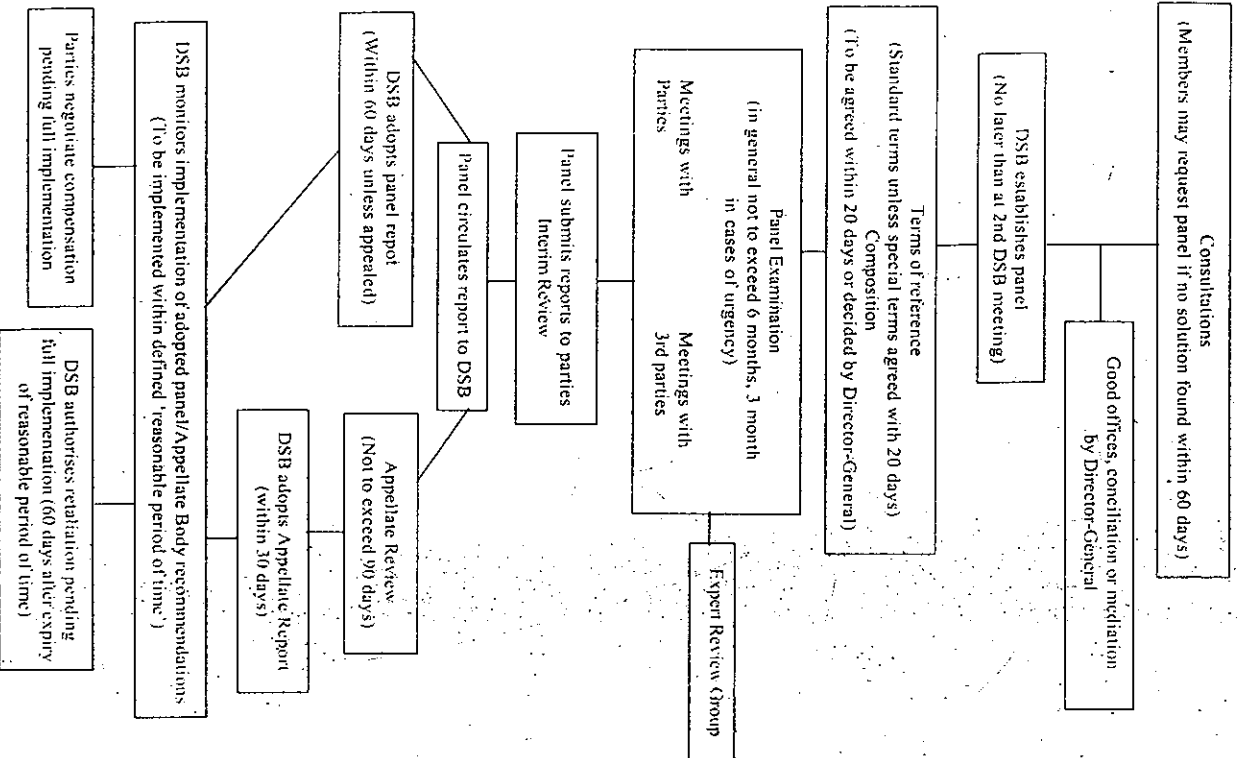 Consultations
(Members may request panel if no solution found within 60 days)
Good offices, conciliation or mediation
by Director-General
DSB establishes panel
(No later than at 2nd DSB meeting)
Terms of reference
(Standard terms unless special terms agreed with 20 days)
Composition
(To be agreed within 20 days or decided by Director-General)
Panel Examination
(in general not to exceed 6 months, 3 month
in cases of urgency)
Meetings with
Parties
Meetings with
3rd parties
Expert Review Group
Panel submits reports to parties
Interim Review
Panel circulates report to DSB
DSB adopts panel repot
(Within 60 days unless appealed)
Appellate Review
(Not to exceed 90 days)
DSB adopts Appellate Report
(within 30 days)
DSB monitors implementation of adopted panel/Appellate Body recommendations
(To be implemented within defined 'reasonable period of time')
Parties negotiate compensation
pending full implementation
DSB authorises retaliation pending
full implementation (60 days after expiry
of reasonable period of time)